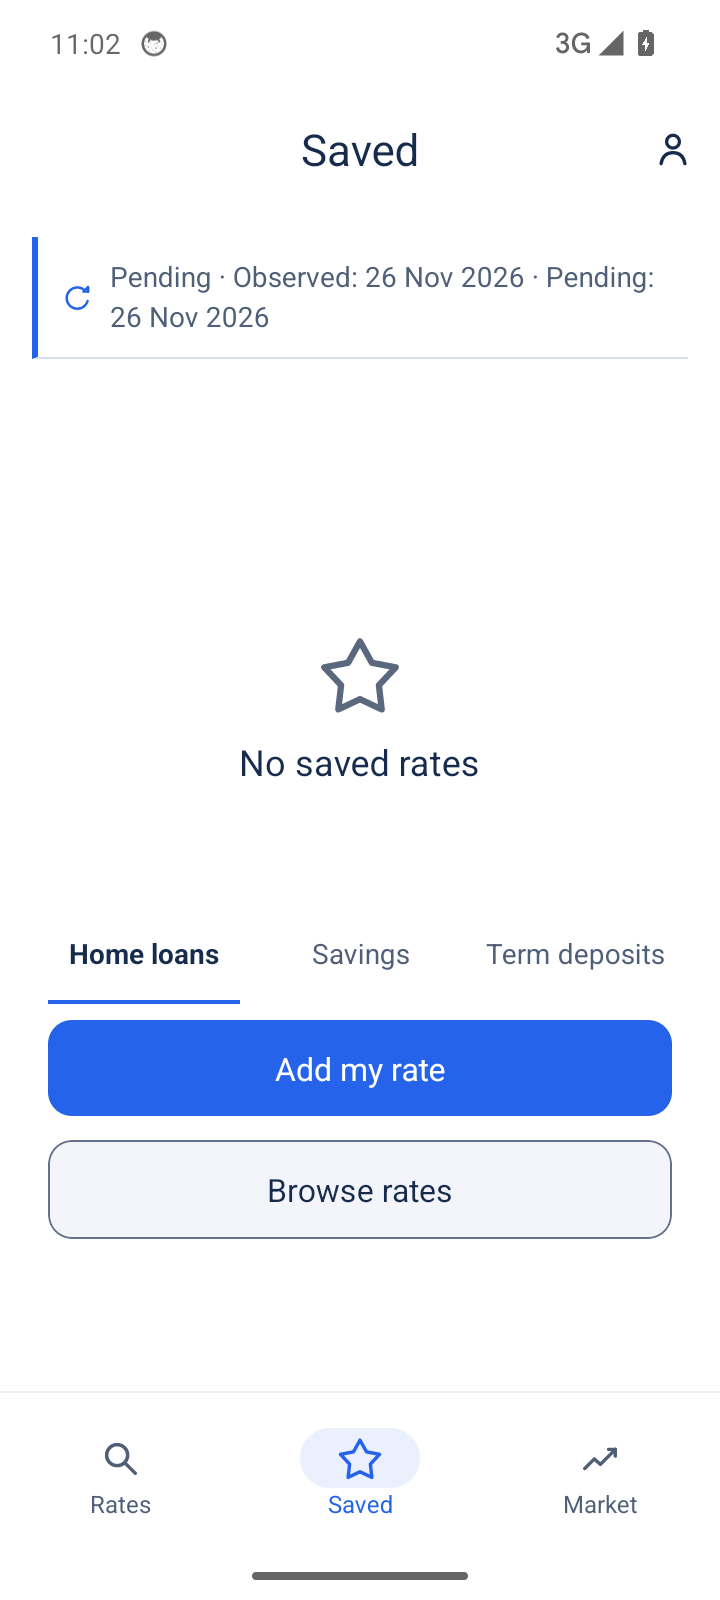 11:02
3G
Saved
Pending · Observed: 26 Nov 2026 · Pending:
26 Nov 2026
No saved rates
Home loans
Savings
Term deposits
Add my rate
Browse rates
Rates
Saved
Market